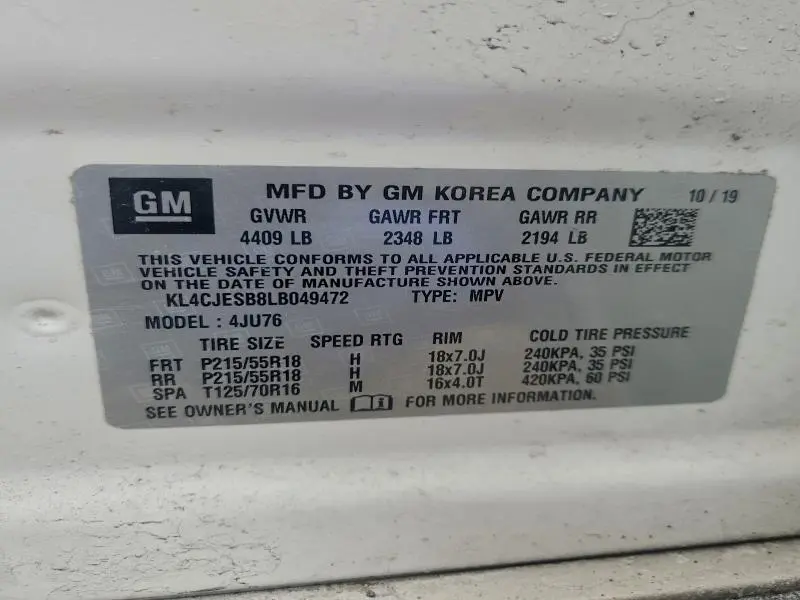 GM MFD BY GM KOREA COMPANY 10 / 19
GVWR GAWR FRT GAWR RR
4409 LB 2348 LB 2194 LB
THIS VEHICLE CONFORMS TO ALL APPLICABLE U.S. FEDERAL MOTOR
VEHICLE SAFETY AND THEFT PREVENTION STANDARDS IN EFFECT
ON THE DATE OF MANUFACTURE SHOWN ABOVE.
KL4CJESB8LB049472 TYPE: MPV
MODEL : 4JU76
TIRE SIZE SPEED RTG RIM COLD TIRE PRESSURE
FRT P215/55R18 H 18x7.0J 240KPA, 35 PSI
RR P215/55R18 H 18x7.0J 240KPA, 35 PSI
SPA T125/70R16 M 16x4.0T 420KPA, 60 PSI
SEE OWNER'S MANUAL FOR MORE INFORMATION.